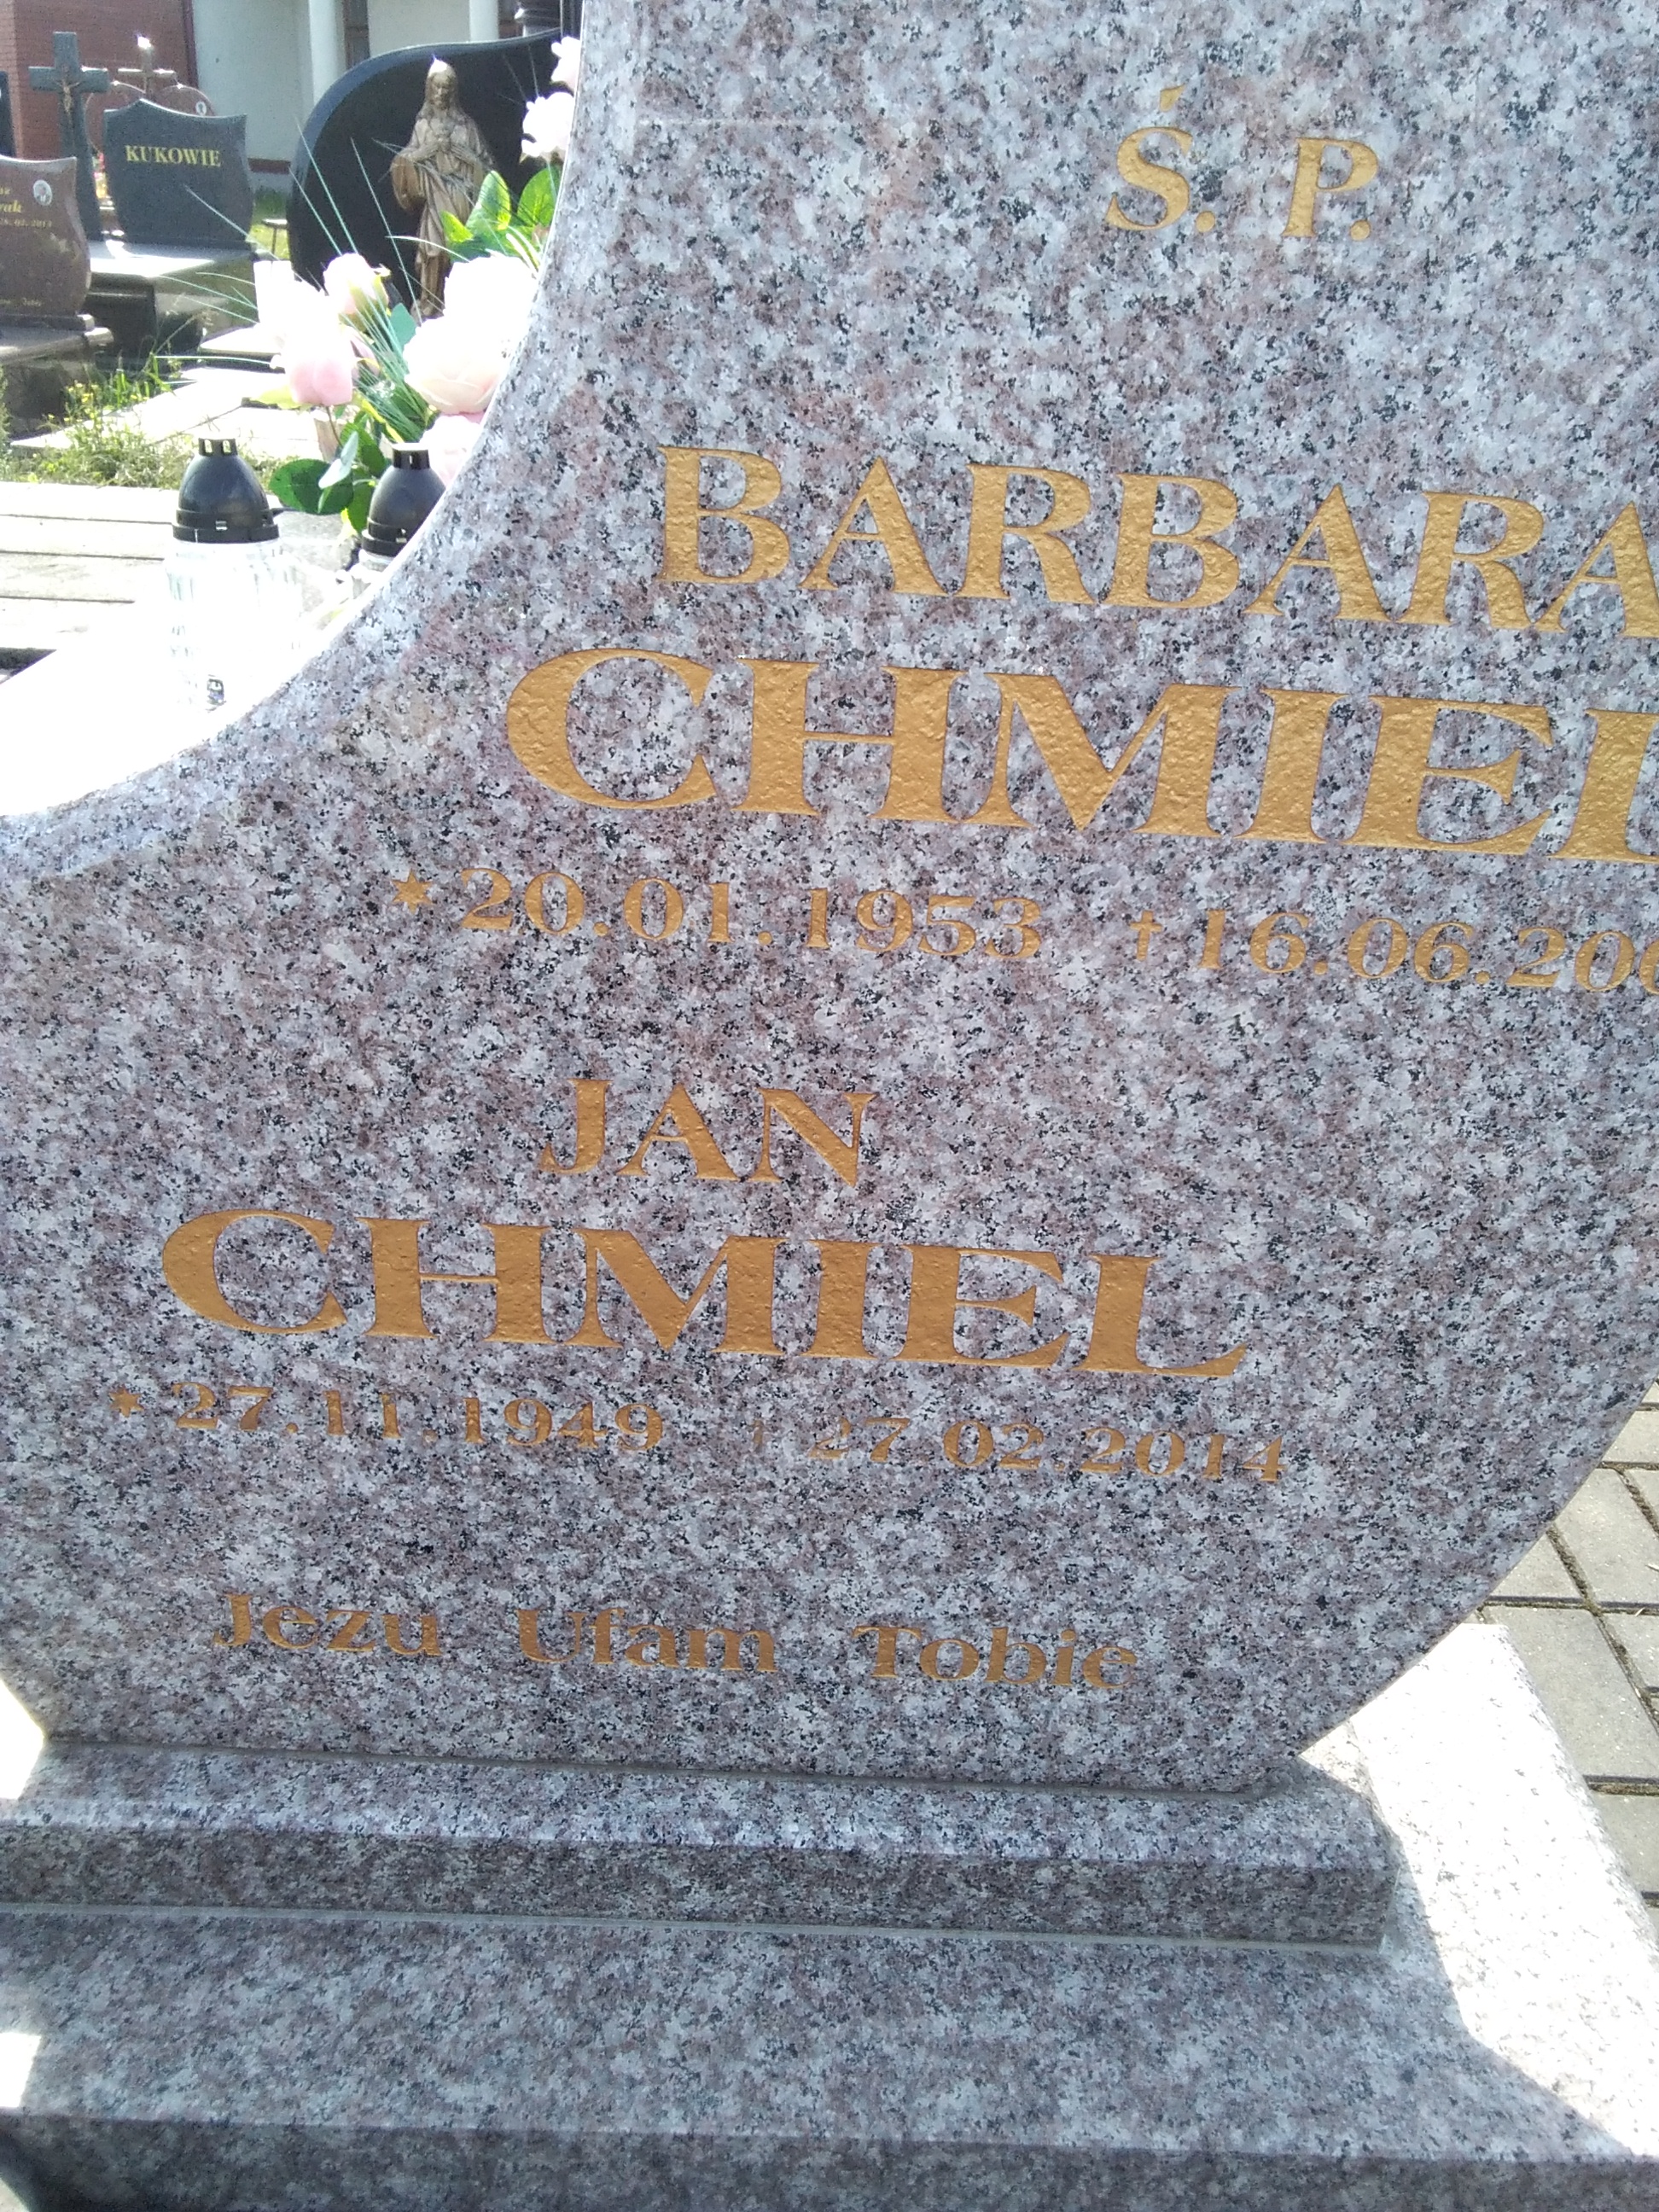 KUKOWIE
Ś. P.
BARBARA
CHMIEL
* 20.01.1953 † 16.06.200
JAN
CHMIEL
* 27.11.1949 † 27.02.2014
Jezu Ufam Tobie